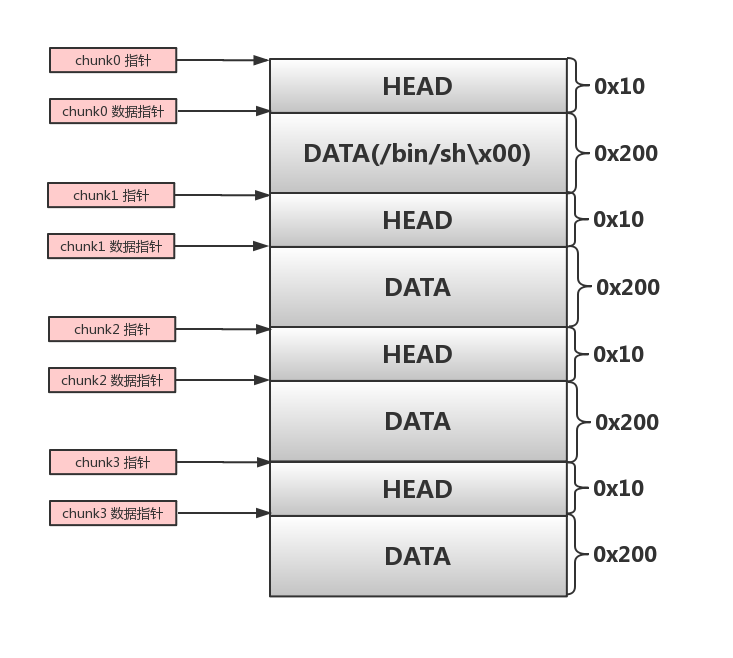 chunk0 指针
HEAD
0x10
chunk0 数据指针
DATA(/bin/sh\x00)
0x200
chunk1 指针
HEAD
0x10
chunk1 数据指针
DATA
0x200
chunk2 指针
HEAD
0x10
chunk2 数据指针
DATA
0x200
chunk3 指针
HEAD
0x10
chunk3 数据指针
DATA
0x200